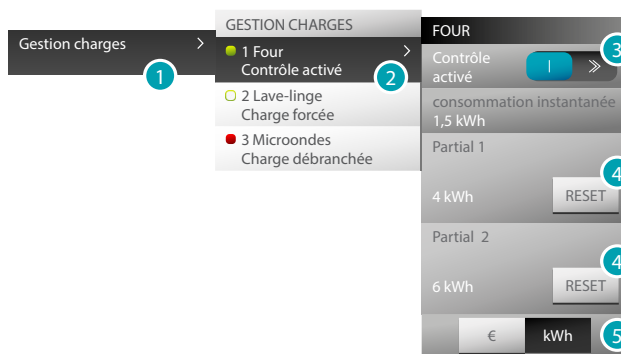 Gestion charges
1
GESTION CHARGES
1 Four
Contrôle activé
2
2 Lave-linge
Charge forcée
3 Microondes
Charge débranchée
FOUR
Contrôle
activé
3
consommation instantanée
1,5 kWh
Partial 1
4
4 kWh RESET
Partial 2
4
6 kWh RESET
€ kWh 5